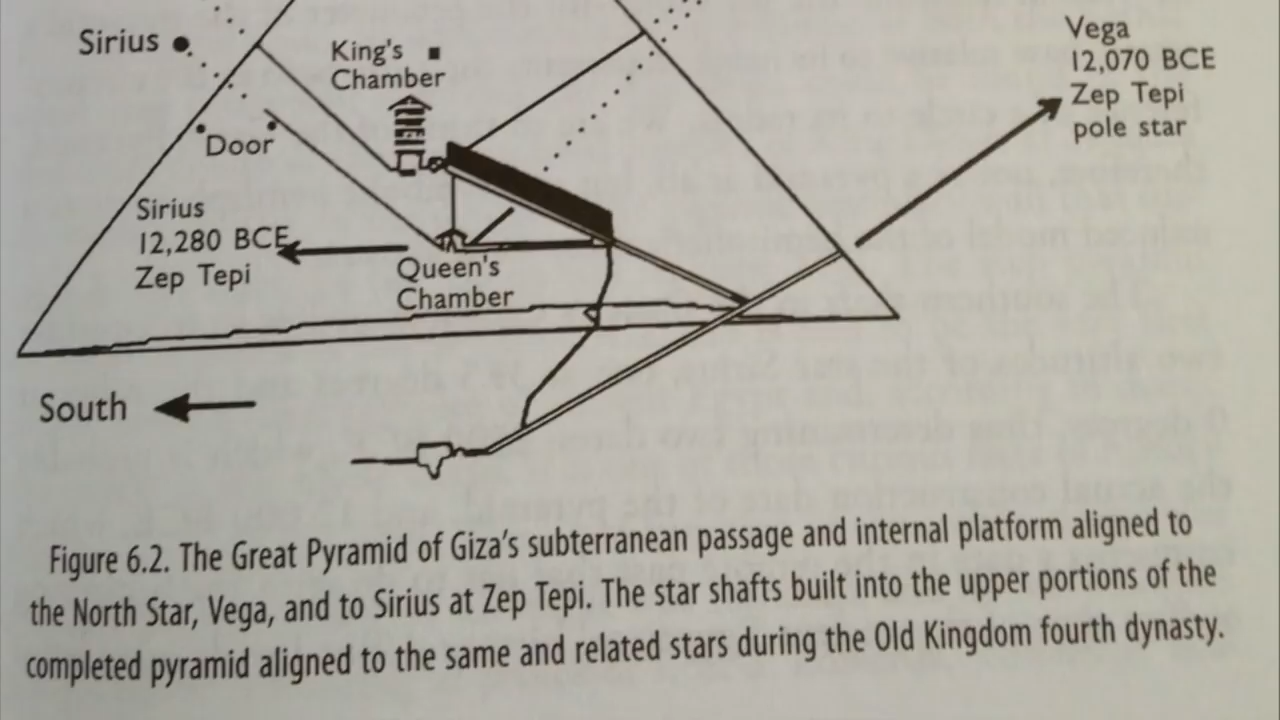 Sirius
King's
Chamber
Door
Vega
12,070 BCE
Zep Tepi
pole star
Sirius
12,280 BCE
Zep Tepi
Queen's
Chamber
South
Figure 6.2. The Great Pyramid of Giza's subterranean passage and internal platform aligned to
the North Star, Vega, and to Sirius at Zep Tepi. The star shafts built into the upper portions of the
completed pyramid aligned to the same and related stars during the Old Kingdom fourth dynasty.